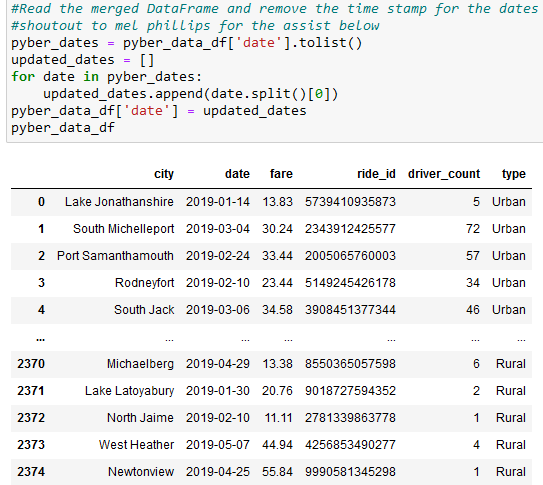 #Read the merged DataFrame and remove the time stamp for the dates
#shoutout to mel phillips for the assist below
pyber_dates = pyber_data_df['date'].tolist()
updated_dates = []
for date in pyber_dates:
    updated_dates.append(date.split()[0])
pyber_data_df['date'] = updated_dates
pyber_data_df
city date fare ride_id driver_count type
0 Lake Jonathanshire 2019-01-14 13.83 5739410935873 5 Urban
1 South Michelleport 2019-03-04 30.24 2343912425577 72 Urban
2 Port Samanthamouth 2019-02-24 33.44 2005065760003 57 Urban
3 Rodneyfort 2019-02-10 23.44 5149245426178 34 Urban
4 South Jack 2019-03-06 34.58 3908451377344 46 Urban
... ... ... ... ... ... ...
2370 Michaelberg 2019-04-29 13.38 8550365057598 6 Rural
2371 Lake Latoyabury 2019-01-30 20.76 9018727594352 2 Rural
2372 North Jaime 2019-02-10 11.11 2781339863778 1 Rural
2373 West Heather 2019-05-07 44.94 4256853490277 4 Rural
2374 Newtonview 2019-04-25 55.84 9990581345298 1 Rural